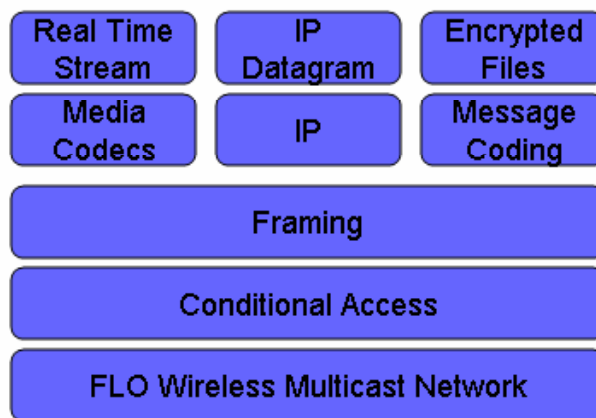 Real Time
Stream
IP
Datagram
Encrypted
Files
Media
Codecs
IP
Message
Coding
Framing
Conditional Access
FLO Wireless Multicast Network